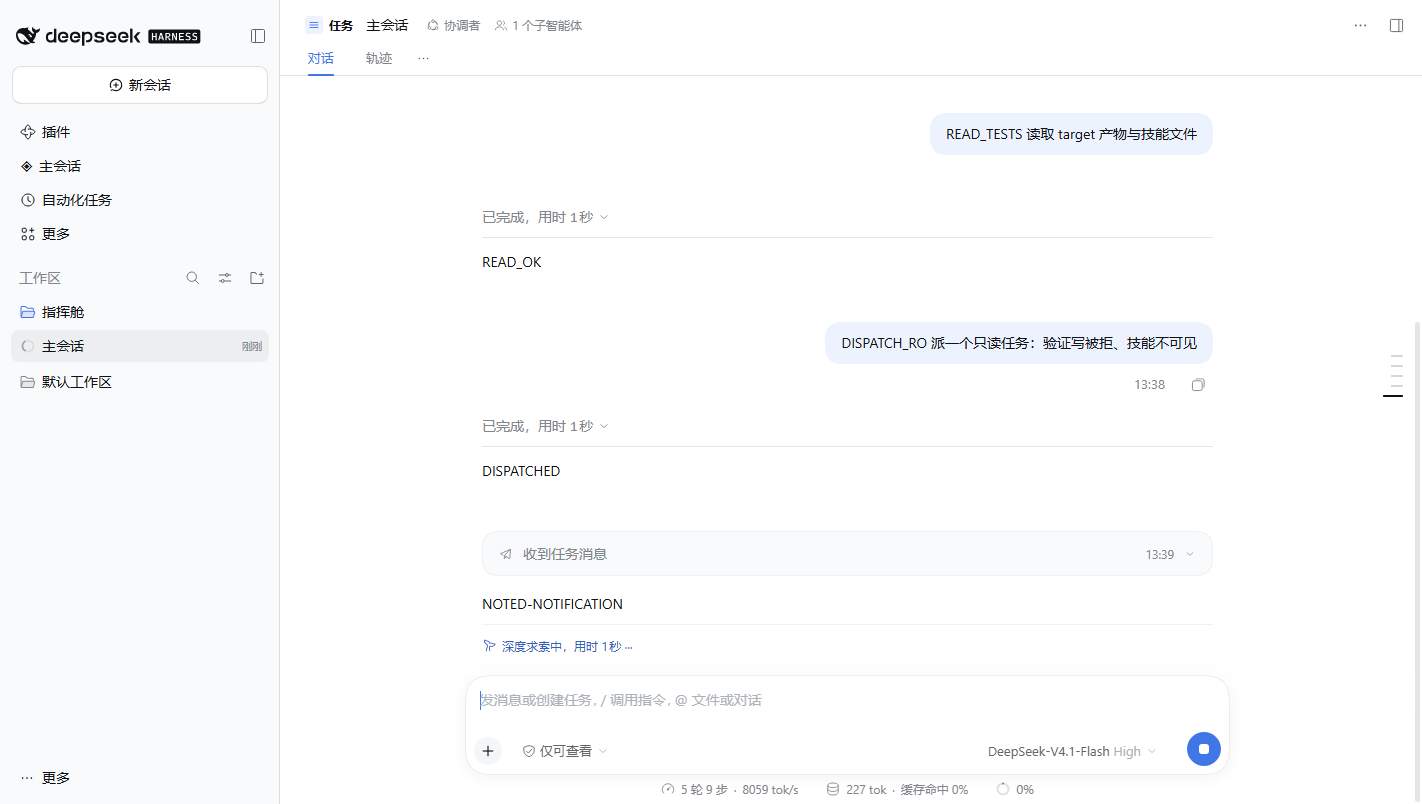 deepseek HARNESS
新会话
插件
主会话
自动化任务
更多
工作区
指挥舱
主会话 刚刚
默认工作区
更多
任务 主会话 协调者 1 个子智能体
对话 轨迹 ...
READ_TESTS 读取 target 产物与技能文件
已完成，用时 1秒
READ_OK
DISPATCH_RO 派一个只读任务：验证写被拒、技能不可见
13:38
已完成，用时 1秒
DISPATCHED
收到任务消息 13:39
NOTED-NOTIFICATION
深度求索中，用时 1秒 ...
发消息或创建任务, / 调用指令, @ 文件或对话
仅可查看 DeepSeek-V4.1-Flash High
5 轮 9 步 · 8059 tok/s 227 tok · 缓存命中 0% 0%